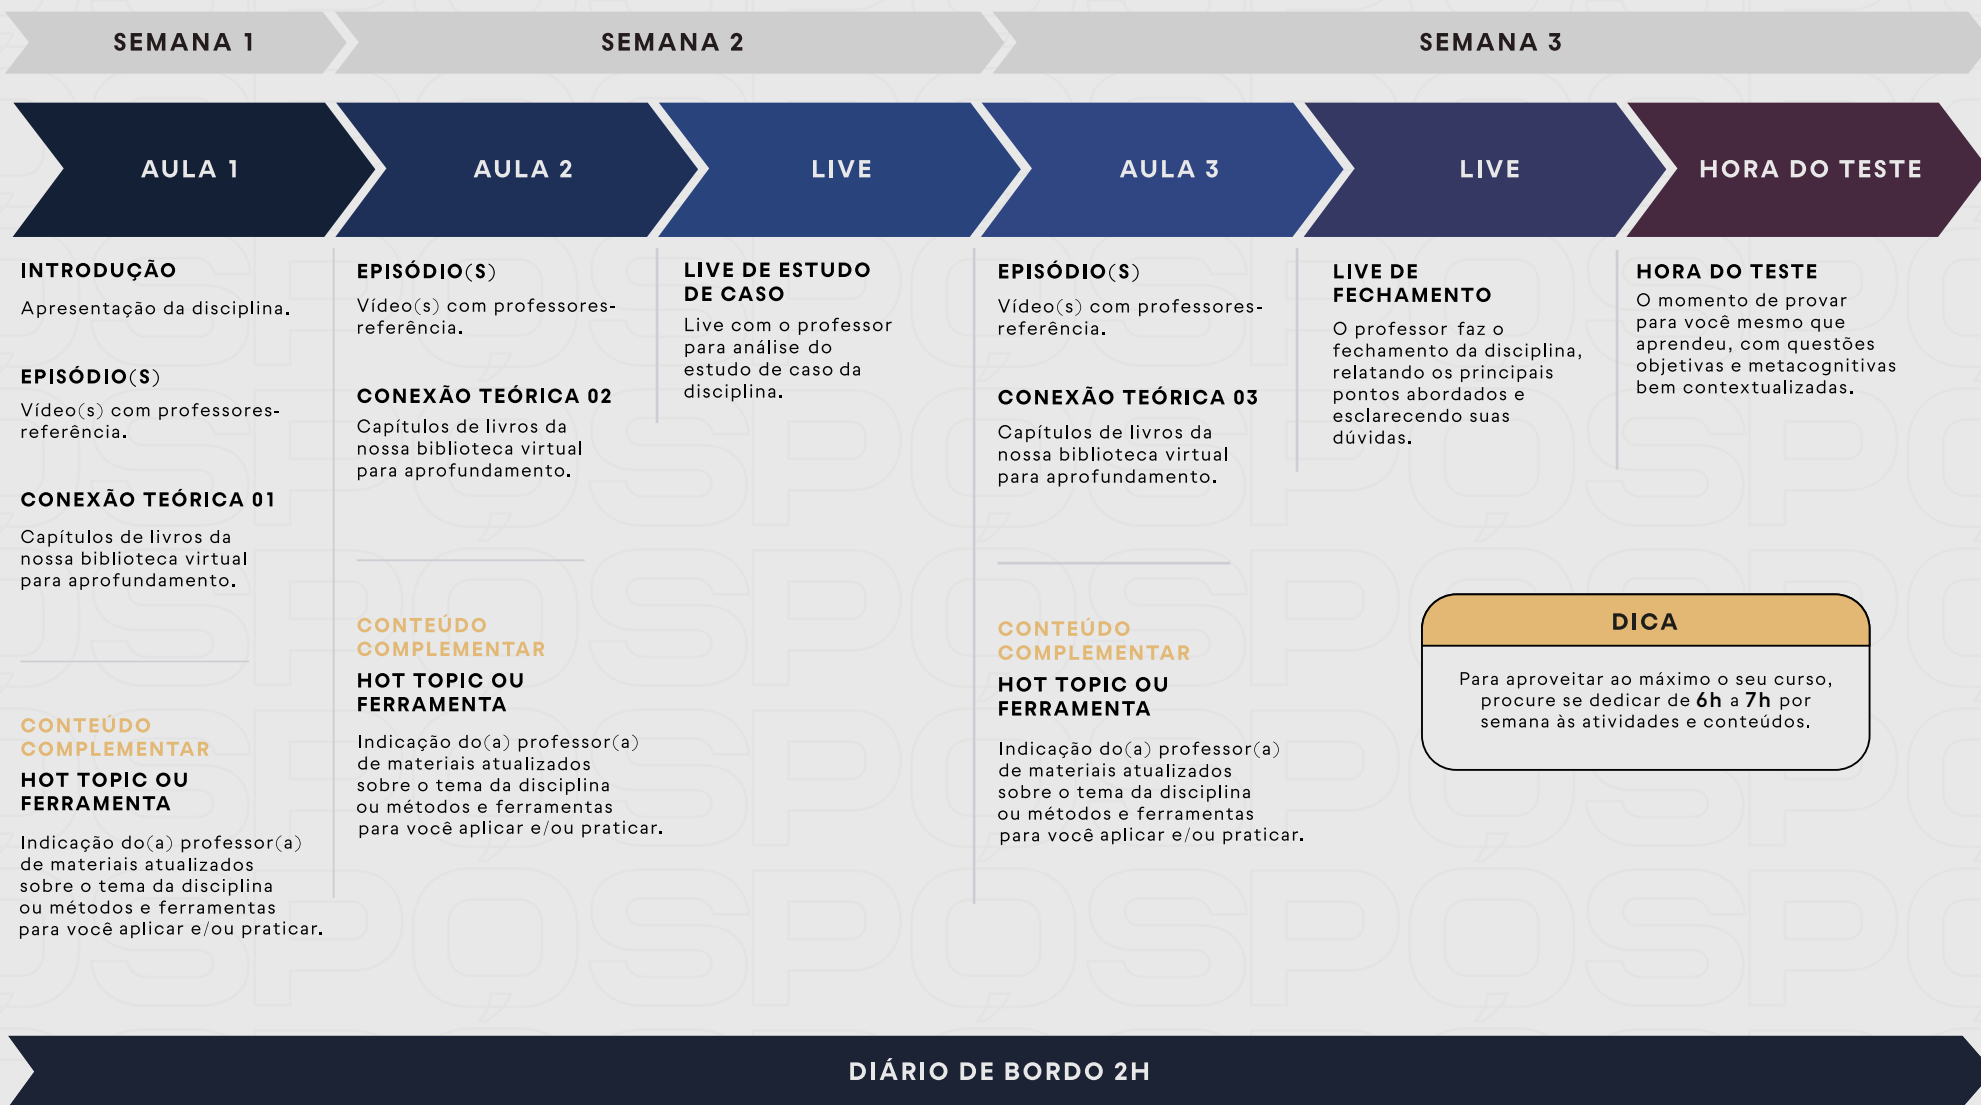 SEMANA 1
SEMANA 2
SEMANA 3
AULA 1
AULA 2
LIVE
AULA 3
LIVE
HORA DO TESTE
INTRODUÇÃO
Apresentação da disciplina.
EPISÓDIO(S)
Vídeo(s) com professores-
referência.
CONEXÃO TEÓRICA 01
Capítulos de livros da
nossa biblioteca virtual
para aprofundamento.
CONTEÚDO
COMPLEMENTAR
HOT TOPIC OU
FERRAMENTA
Indicação do(a) professor(a)
de materiais atualizados
sobre o tema da disciplina
ou métodos e ferramentas
para você aplicar e/ou praticar.
EPISÓDIO(S)
Vídeo(s) com professores-
referência.
CONEXÃO TEÓRICA 02
Capítulos de livros da
nossa biblioteca virtual
para aprofundamento.
CONTEÚDO
COMPLEMENTAR
HOT TOPIC OU
FERRAMENTA
Indicação do(a) professor(a)
de materiais atualizados
sobre o tema da disciplina
ou métodos e ferramentas
para você aplicar e/ou praticar.
LIVE DE ESTUDO
DE CASO
Live com o professor
para análise do
estudo de caso da
disciplina.
EPISÓDIO(S)
Vídeo(s) com professores-
referência.
CONEXÃO TEÓRICA 03
Capítulos de livros da
nossa biblioteca virtual
para aprofundamento.
CONTEÚDO
COMPLEMENTAR
HOT TOPIC OU
FERRAMENTA
Indicação do(a) professor(a)
de materiais atualizados
sobre o tema da disciplina
ou métodos e ferramentas
para você aplicar e/ou praticar.
LIVE DE
FECHAMENTO
O professor faz o
fechamento da disciplina,
relatando os principais
pontos abordados e
esclarecendo suas
dúvidas.
HORA DO TESTE
O momento de provar
para você mesmo que
aprendeu, com questões
objetivas e metacognitivas
bem contextualizadas.
DICA
Para aproveitar ao máximo o seu curso,
procure se dedicar de 6h a 7h por
semana às atividades e conteúdos.
DIÁRIO DE BORDO 2H